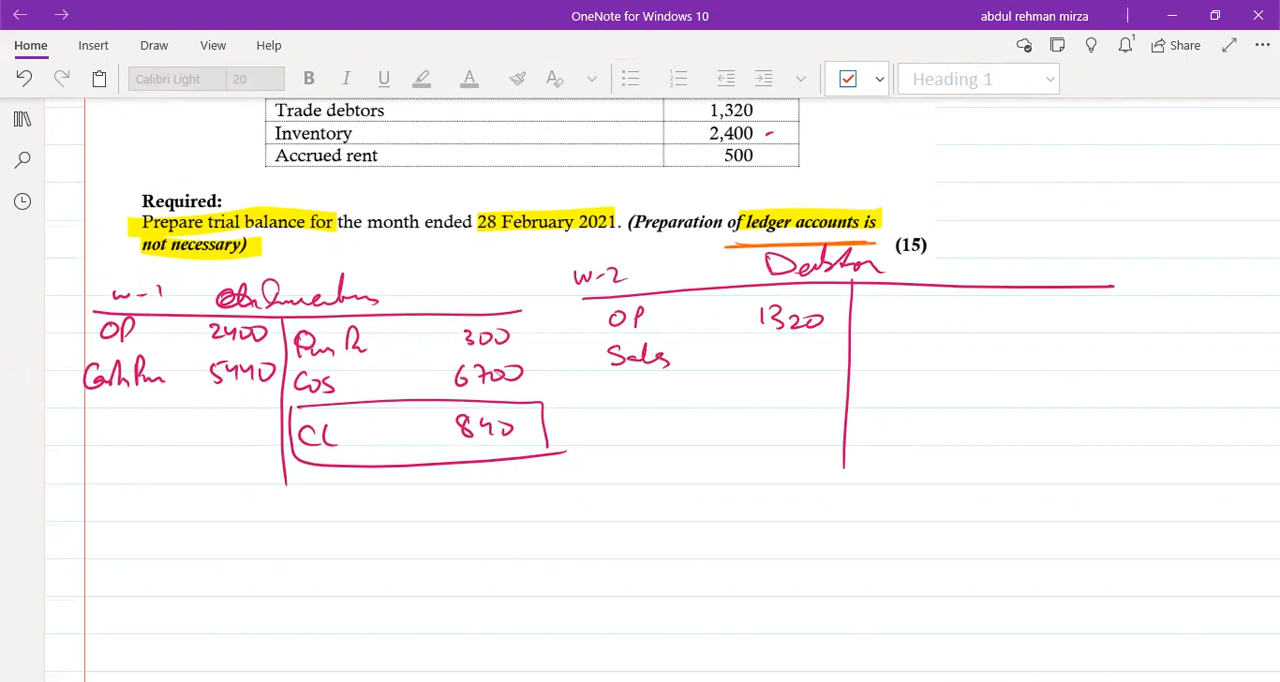 OneNote for Windows 10
abdul rehman mirza
Home Insert Draw View Help
Share
Calibri Light 20 B I U A Heading 1
Trade debtors 1,320
Inventory 2,400
Accrued rent 500
Required:
Prepare trial balance for the month ended 28 February 2021. (Preparation of ledger accounts is
not necessary) (15)
W-1
OP 2400
Cash Pur 5440
Pur R 300
COS 6700
CL 840
W-2 Debtor
OP 1320
Sales